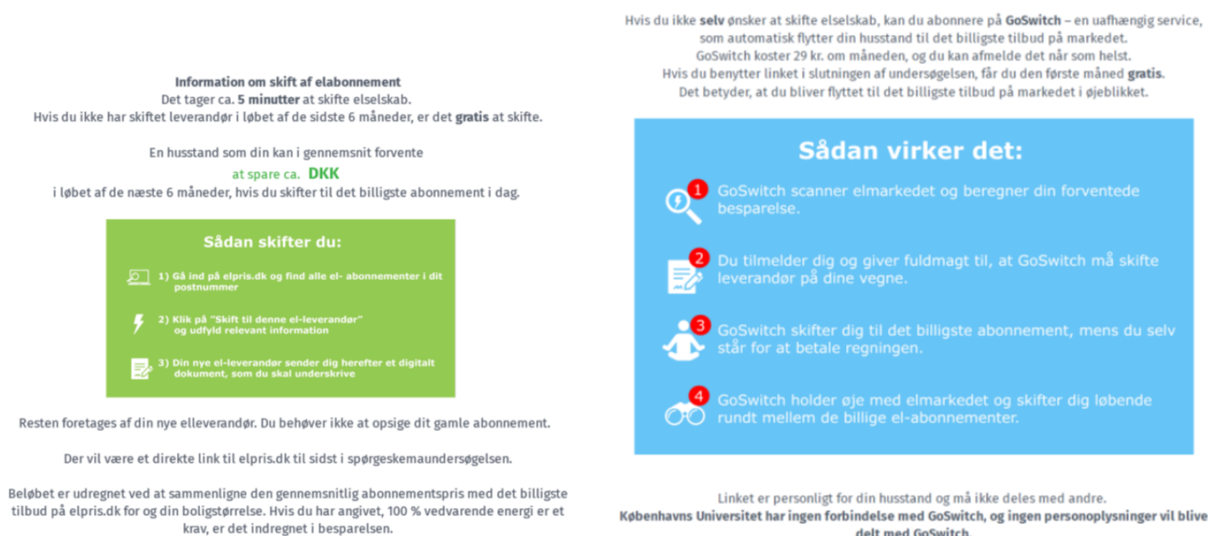 Information om skift af elabonnement
Det tager ca. 5 minutter at skifte elselskab.
Hvis du ikke har skiftet leverandør i løbet af de sidste 6 måneder, er det gratis at skifte.
En husstand som din kan i gennemsnit forvente
at spare ca. DKK
i løbet af de næste 6 måneder, hvis du skifter til det billigste abonnement i dag.
Sådan skifter du:
1) Gå ind på elpris.dk og find alle el- abonnementer i dit
postnummer
2) Klik på "Skift til denne el-leverandør"
og udfyld relevant information
3) Din nye el-leverandør sender dig herefter et digitalt
dokument, som du skal underskrive
Resten foretages af din nye elleverandør. Du behøver ikke at opsige dit gamle abonnement.
Der vil være et direkte link til elpris.dk til sidst i spørgeskemaundersøgelsen.
Beløbet er udregnet ved at sammenligne den gennemsnitlig abonnementspris med det billigste
tilbud på elpris.dk for og din boligstørrelse. Hvis du har angivet, 100 % vedvarende energi er et
krav, er det indregnet i besparelsen.
Hvis du ikke selv ønsker at skifte elselskab, kan du abonnere på GoSwitch – en uafhængig service,
som automatisk flytter din husstand til det billigste tilbud på markedet.
GoSwitch koster 29 kr. om måneden, og du kan afmelde det når som helst.
Hvis du benytter linket i slutningen af undersøgelsen, får du den første måned gratis.
Det betyder, at du bliver flyttet til det billigste tilbud på markedet i øjeblikket.
Sådan virker det:
1 GoSwitch scanner elmarkedet og beregner din forventede
besparelse.
2 Du tilmelder dig og giver fuldmagt til, at GoSwitch må skifte
leverandør på dine vegne.
3 GoSwitch skifter dig til det billigste abonnement, mens du selv
står for at betale regningen.
4 GoSwitch holder øje med elmarkedet og skifter dig løbende
rundt mellem de billige el-abonnementer.
Linket er personligt for din husstand og må ikke deles med andre.
Københavns Universitet har ingen forbindelse med GoSwitch, og ingen personoplysninger vil blive
delt med GoSwitch.